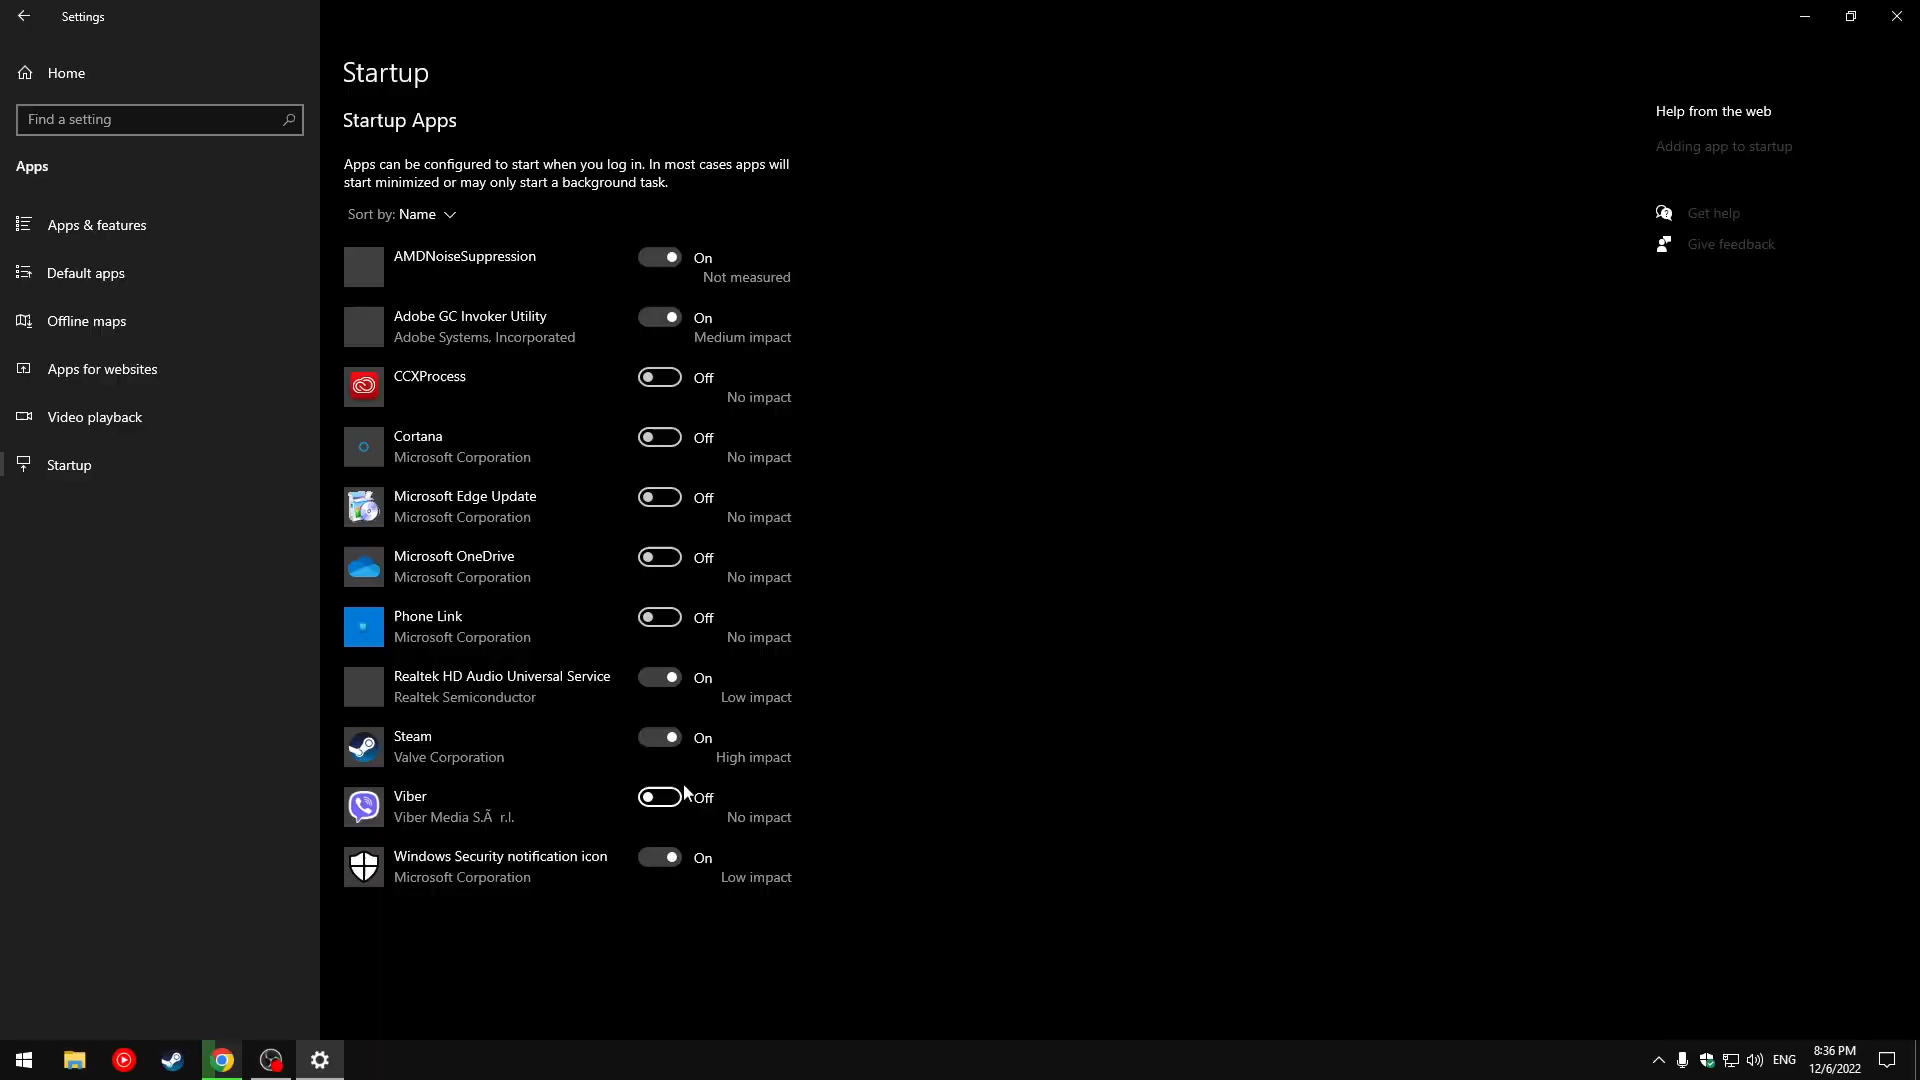 Settings
Home
Find a setting
Apps
Apps & features
Default apps
Offline maps
Apps for websites
Video playback
Startup
Startup
Startup Apps
Apps can be configured to start when you log in. In most cases apps will
start minimized or may only start a background task.
Sort by: Name
AMDNoiseSuppression
On
Not measured
Adobe GC Invoker Utility
On
Adobe Systems, Incorporated
Medium impact
CCXProcess
Off
No impact
Cortana
Off
Microsoft Corporation
No impact
Microsoft Edge Update
Off
Microsoft Corporation
No impact
Microsoft OneDrive
Off
Microsoft Corporation
No impact
Phone Link
Off
Microsoft Corporation
No impact
Realtek HD Audio Universal Service
On
Realtek Semiconductor
Low impact
Steam
On
Valve Corporation
High impact
Viber
Off
Viber Media S.Ã r.l.
No impact
Windows Security notification icon
On
Microsoft Corporation
Low impact
Help from the web
Adding app to startup
Get help
Give feedback
ENG
8:36 PM
12/6/2022